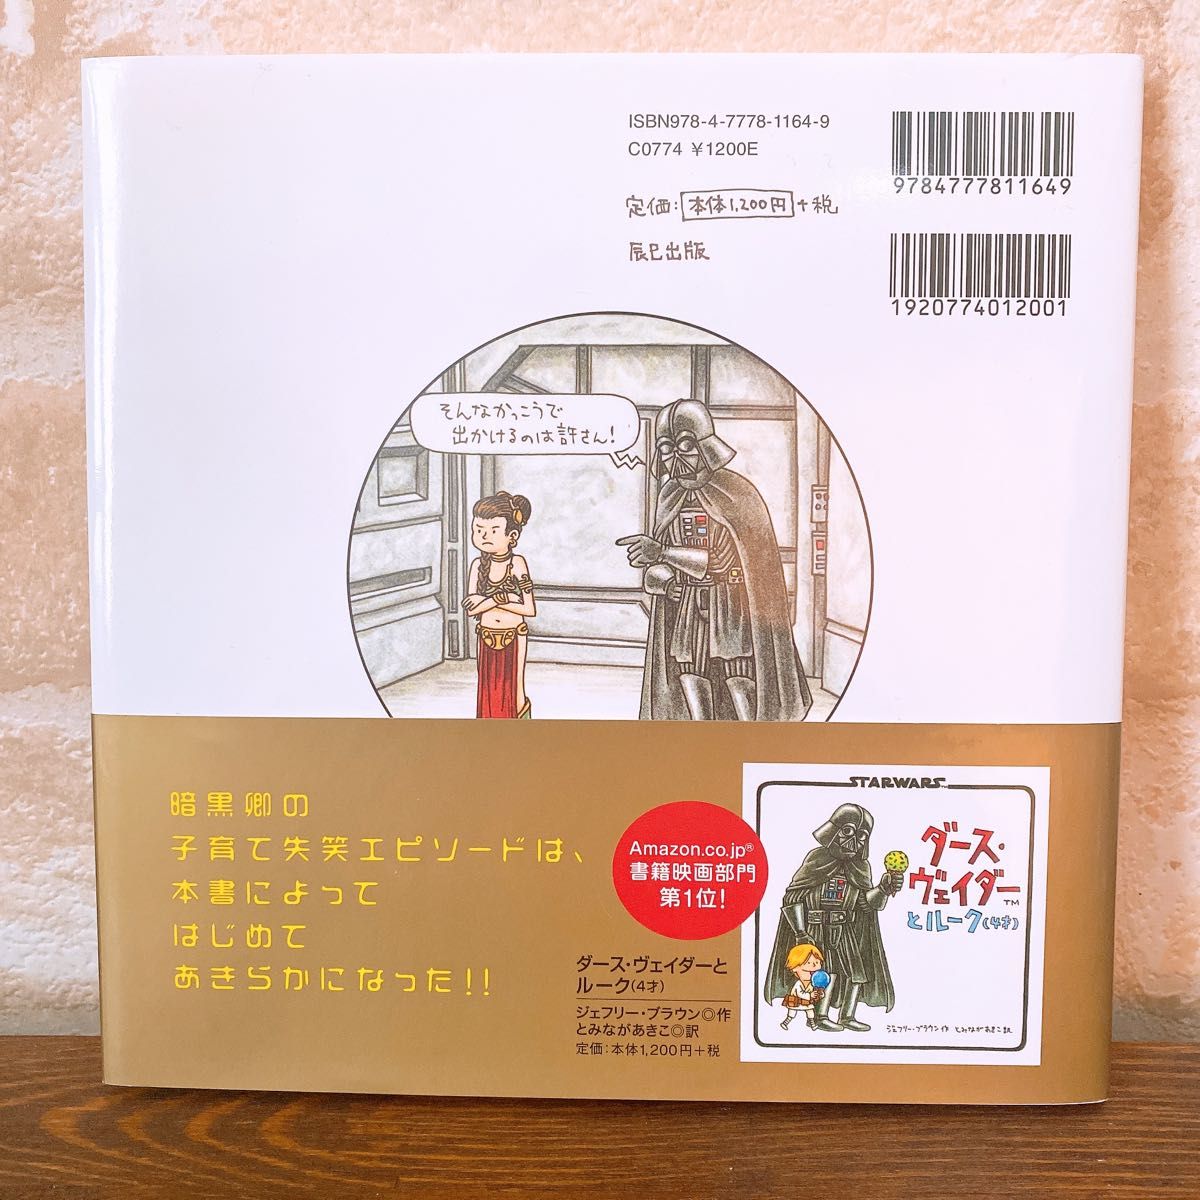 ISBN978-4-7778-1164-9
C0774 ¥1200E
定価:本体1,200円+税
辰巳出版
9784777811649
1920774012001
そんなかっこうで
出かけるのは許さん!
暗黒卿の
子育て失笑エピソードは、
本書によって
はじめて
あきらかになった!!
Amazon.co.jp®
書籍映画部門
第1位!
ダース・ヴェイダーと
ルーク(4才)
ジェフリー・ブラウン◎作
とみながあきこ◎訳
定価:本体1,200円+税
STARWARS™
ダース・
ヴェイダー™
とルーク(4才)
ジェフリー・ブラウン 作 とみながあきこ 訳